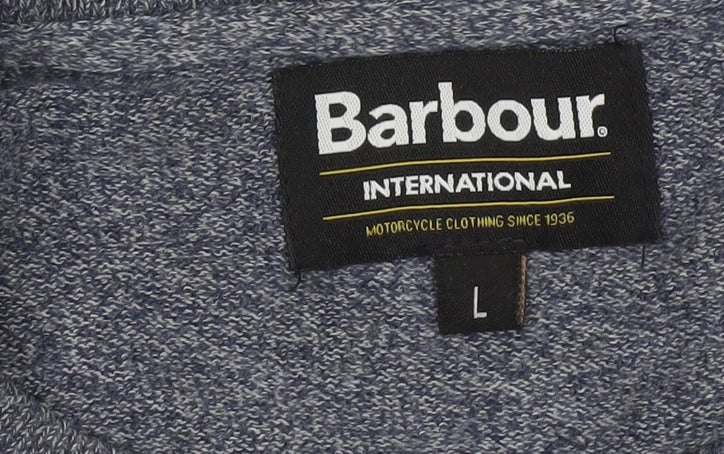 Barbour®
INTERNATIONAL
MOTORCYCLE CLOTHING SINCE 1936
L